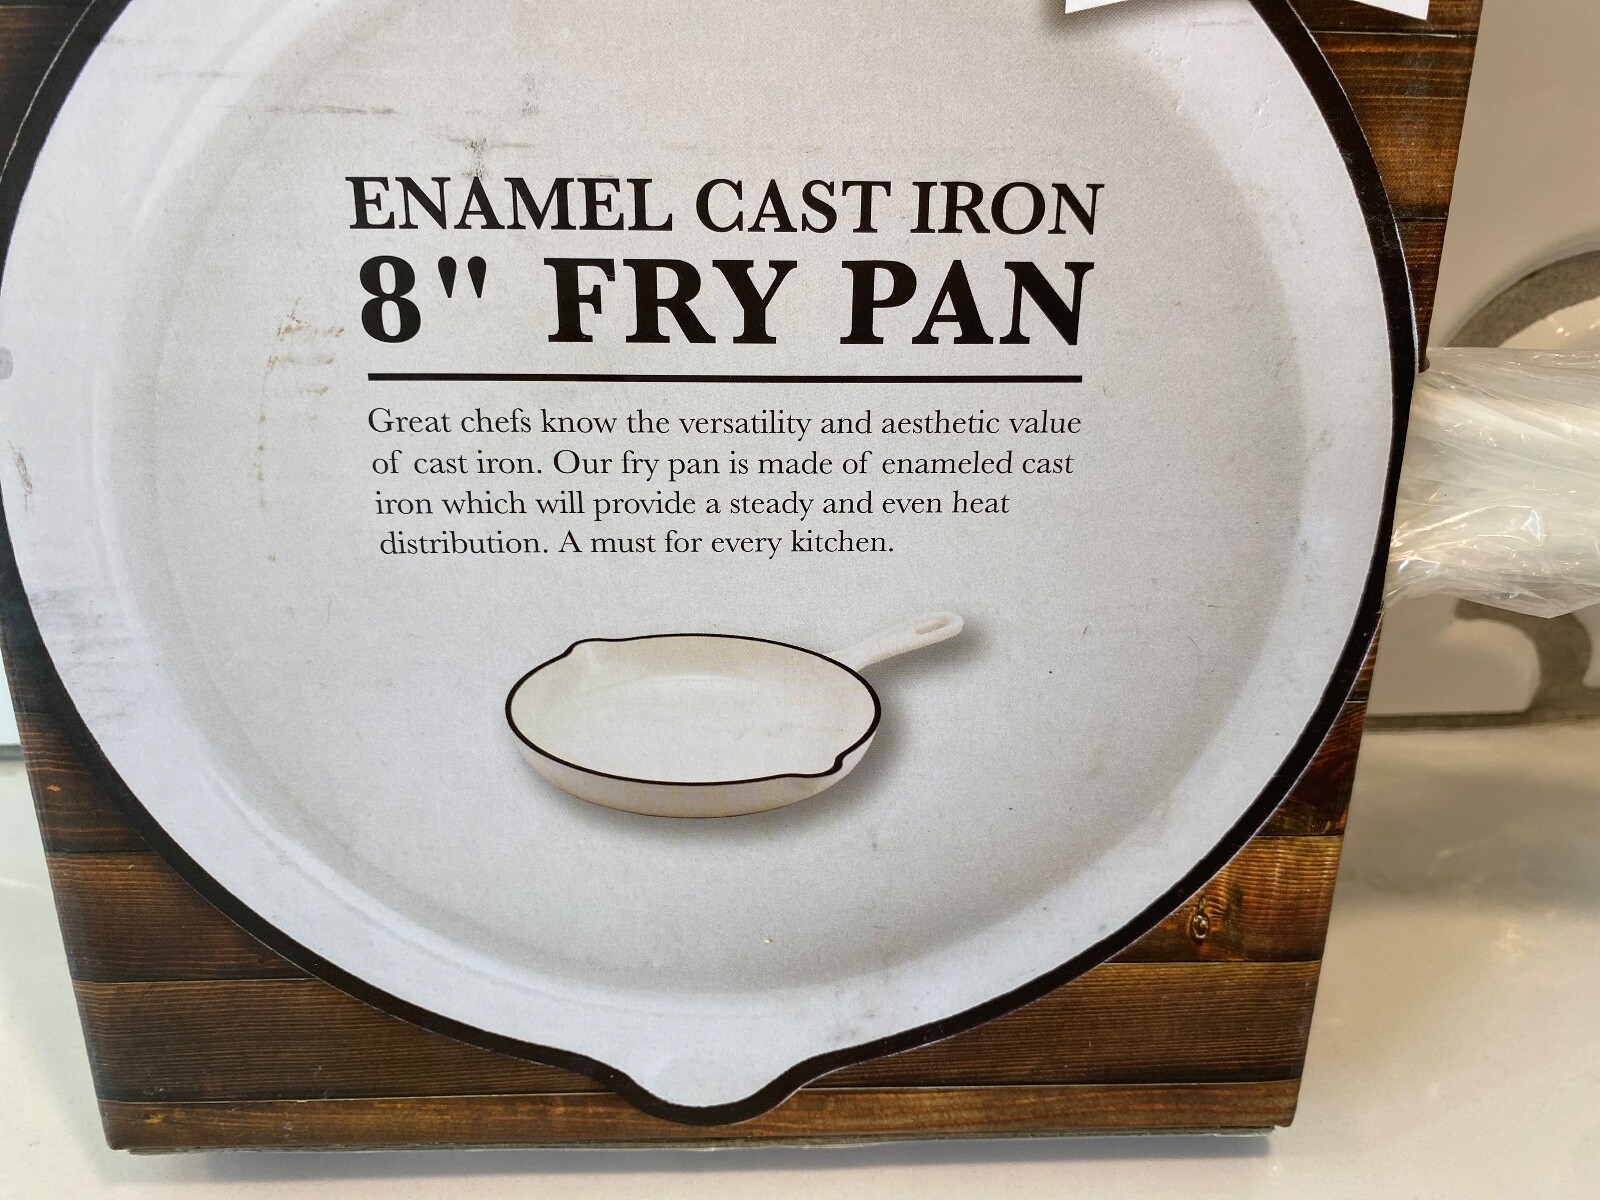 ENAMEL CAST IRON
8" FRY PAN
Great chefs know the versatility and aesthetic value
of cast iron. Our fry pan is made of enameled cast
iron which will provide a steady and even heat
distribution. A must for every kitchen.